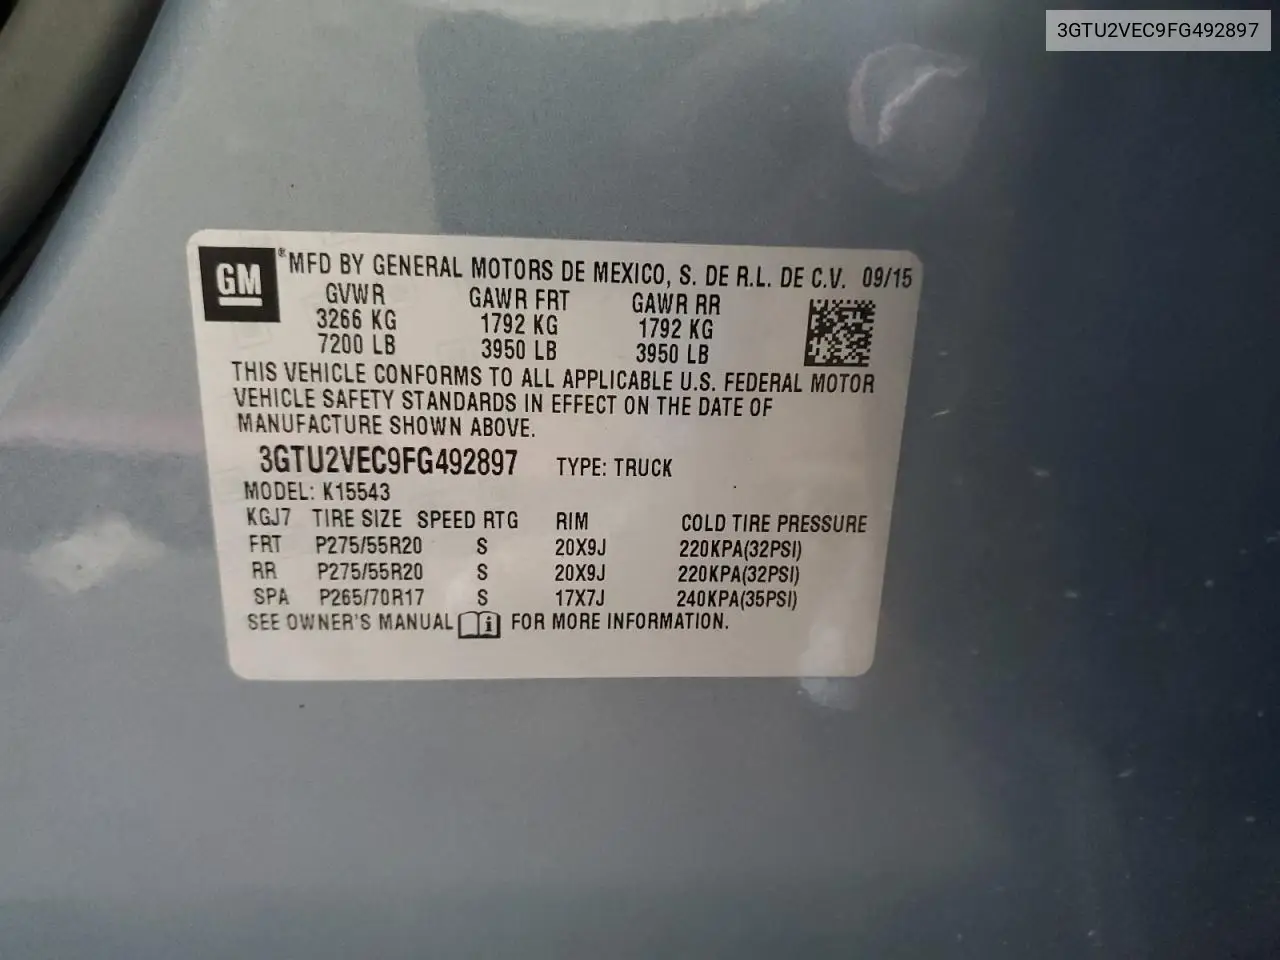 3GTU2VEC9FG492897
GM ® MFD BY GENERAL MOTORS DE MEXICO, S. DE R.L. DE C.V. 09/15
GVWR GAWR FRT GAWR RR
3266 KG 1792 KG 1792 KG
7200 LB 3950 LB 3950 LB
THIS VEHICLE CONFORMS TO ALL APPLICABLE U.S. FEDERAL MOTOR
VEHICLE SAFETY STANDARDS IN EFFECT ON THE DATE OF
MANUFACTURE SHOWN ABOVE.
3GTU2VEC9FG492897 TYPE: TRUCK
MODEL: K15543
KGJ7 TIRE SIZE SPEED RTG RIM COLD TIRE PRESSURE
FRT P275/55R20 S 20X9J 220KPA(32PSI)
RR P275/55R20 S 20X9J 220KPA(32PSI)
SPA P265/70R17 S 17X7J 240KPA(35PSI)
SEE OWNER'S MANUAL i FOR MORE INFORMATION.